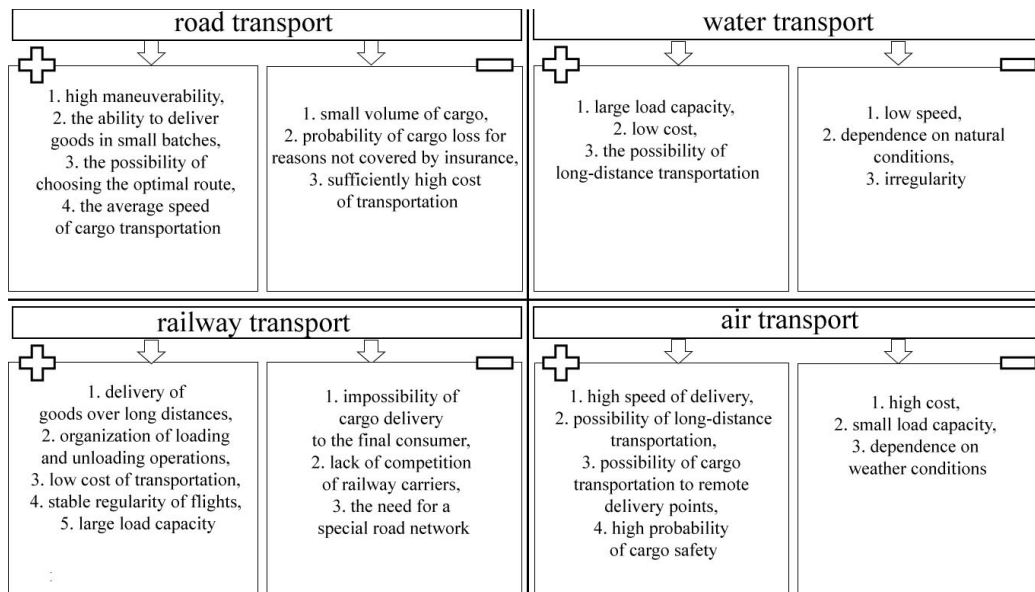 road transport
1. high maneuverability,
2. the ability to deliver
goods in small batches,
3. the possibility of
choosing the optimal route,
4. the average speed
of cargo transportation
1. small volume of cargo,
2. probability of cargo loss for
reasons not covered by insurance,
3. sufficiently high cost
of transportation
water transport
1. large load capacity,
2. low cost,
3. the possibility of
long-distance transportation
1. low speed,
2. dependence on natural
conditions,
3. irregularity
railway transport
1. delivery of
goods over long distances,
2. organization of loading
and unloading operations,
3. low cost of transportation,
4. stable regularity of flights,
5. large load capacity
1. impossibility of
cargo delivery
to the final consumer,
2. lack of competition
of railway carriers,
3. the need for a
special road network
air transport
1. high speed of delivery,
2. possibility of long-distance
transportation,
3. possibility of cargo
transportation to remote
delivery points,
4. high probability
of cargo safety
1. high cost,
2. small load capacity,
3. dependence on
weather conditions